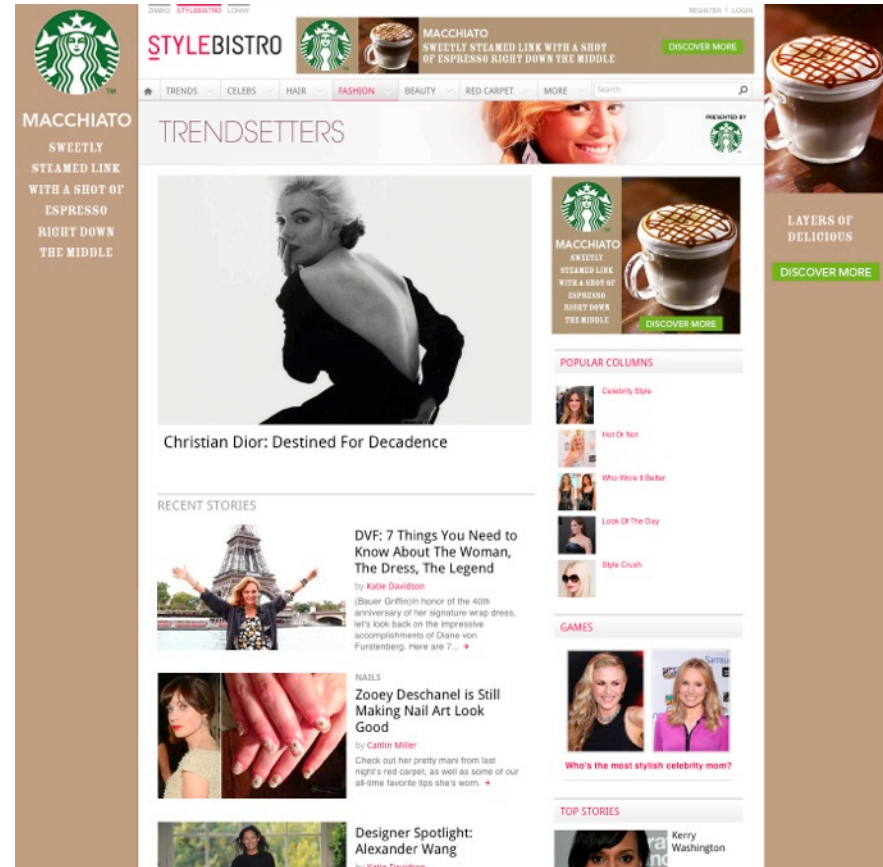 ZIMBIO STYLEBISTRO LONNY
REGISTER | LOGIN
STYLEBISTRO
MACCHIATO
SWEETLY STEAMED LINK WITH A SHOT
OF ESPRESSO RIGHT DOWN THE MIDDLE
DISCOVER MORE
TRENDS CELEBS HAIR FASHION BEAUTY RED CARPET MORE Search
TRENDSETTERS
PRESENTED BY
TM
MACCHIATO
SWEETLY
STEAMED LINK
WITH A SHOT OF
ESPRESSO
RIGHT DOWN
THE MIDDLE
LAYERS OF
DELICIOUS
DISCOVER MORE
MACCHIATO
SWEETLY
STEAMED LINK
WITH A SHOT OF
ESPRESSO
RIGHT DOWN
THE MIDDLE
DISCOVER MORE
Christian Dior: Destined For Decadence
RECENT STORIES
DVF: 7 Things You Need to
Know About The Woman,
The Dress, The Legend
by Katie Davidson
(Bauer Griffin)In honor of the 40th
anniversary of her signature wrap dress,
let's look back on the impressive
accomplishments of Diane von
Furstenberg. Here are 7... →
NAILS
Zooey Deschanel is Still
Making Nail Art Look
Good
by Caitlin Miller
Check out her pretty mani from last
night's red carpet, as well as some of our
all-time favorite tips she's worn. →
Designer Spotlight:
Alexander Wang
by Katie Davidson
POPULAR COLUMNS
Celebrity Style
Hot Or Not
Who Wore It Better
Look Of The Day
Style Crush
GAMES
Samsu
Who's the most stylish celebrity mom?
TOP STORIES
Kerry
Washington